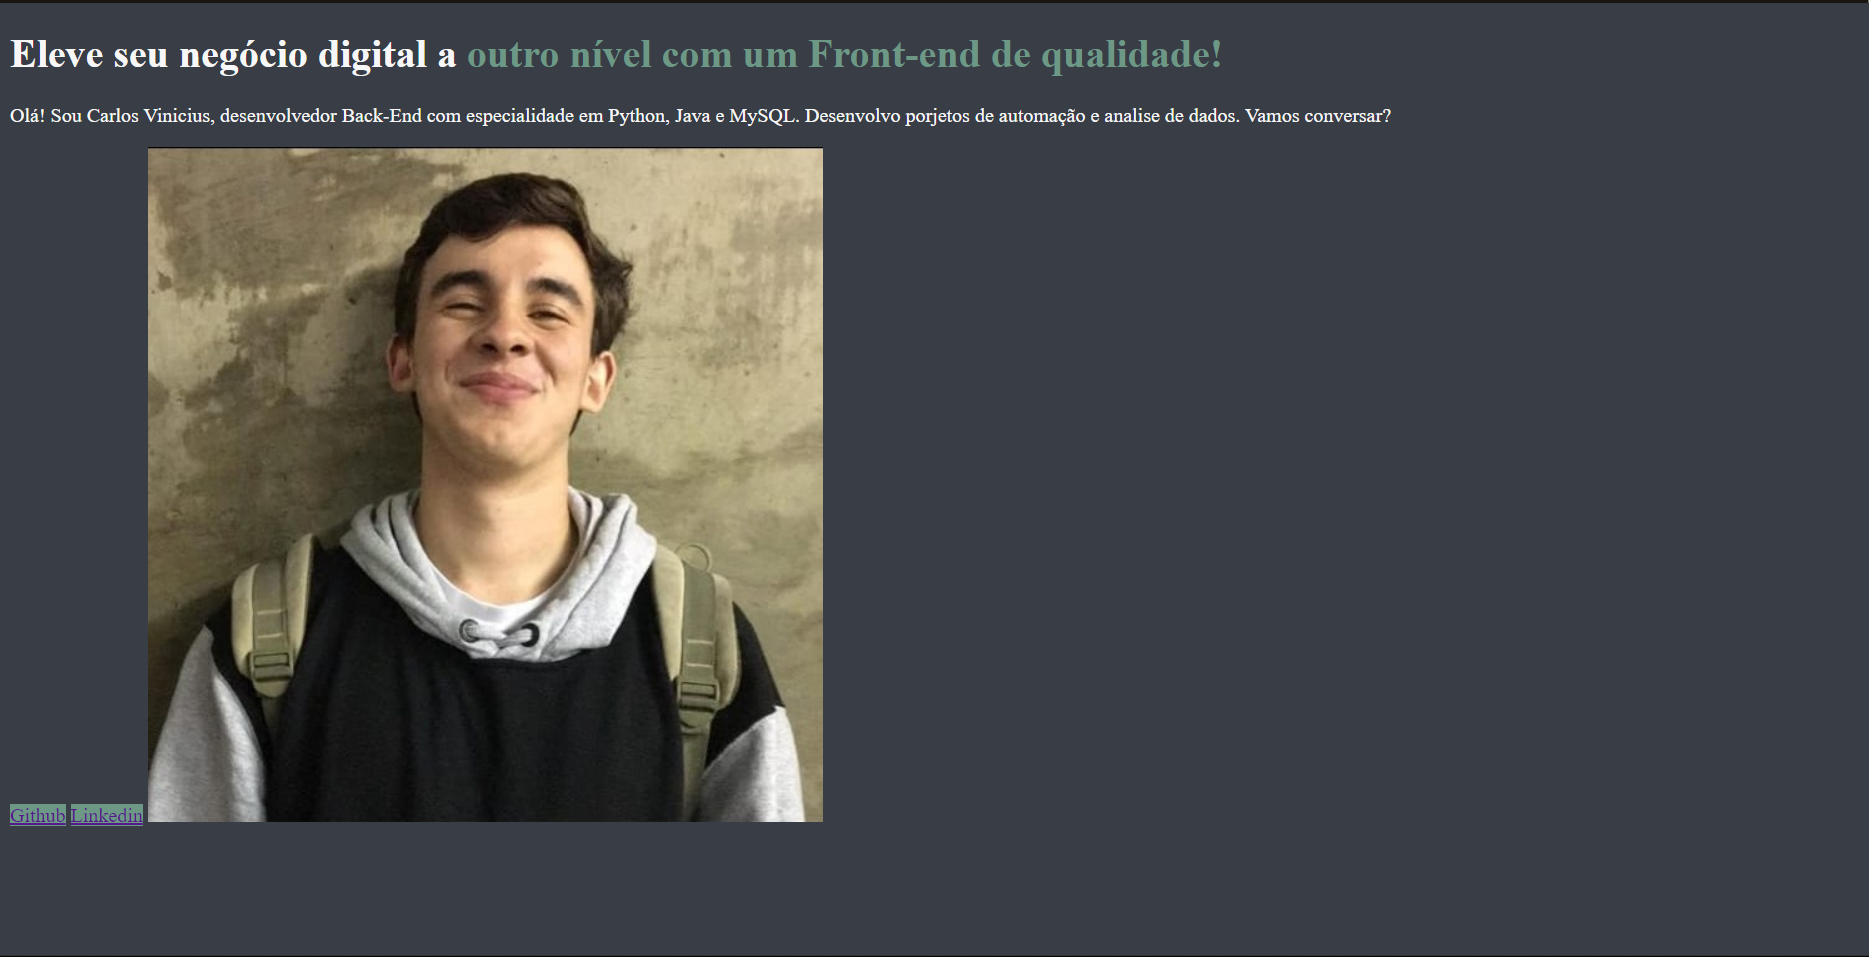 Eleve seu negócio digital a outro nível com um Front-end de qualidade!
Olá! Sou Carlos Vinicius, desenvolvedor Back-End com especialidade em Python, Java e MySQL. Desenvolvo porjetos de automação e analise de dados. Vamos conversar?
Github Linkedin